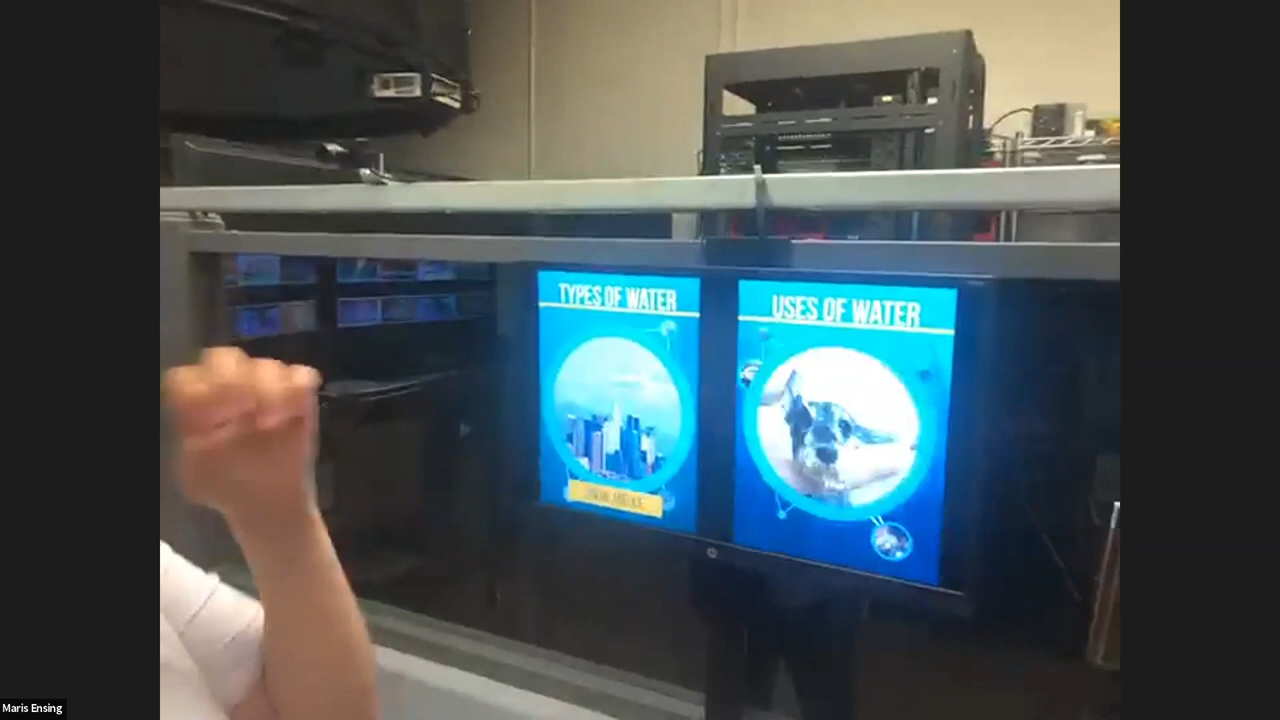 TYPES OF WATER
USES OF WATER
Maris Ensing